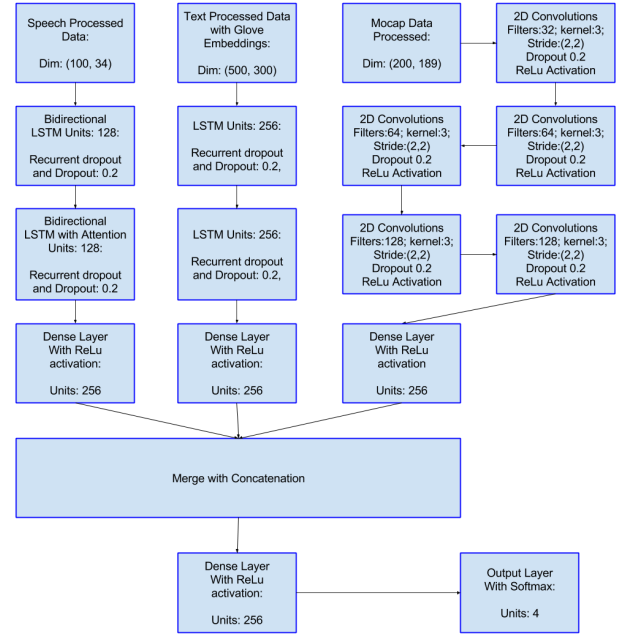 Speech Processed
Data:
Dim: (100, 34)
Text Processed Data
with Glove
Embeddings:
Dim: (500, 300)
Mocap Data
Processed:
Dim: (200, 189)
2D Convolutions
Filters:32; kernel:3;
Stride:(2,2)
Dropout 0.2
ReLu Activation
Bidirectional
LSTM Units: 128:
Recurrent dropout
and Dropout: 0.2
LSTM Units: 256:
Recurrent dropout
and Dropout: 0.2,
2D Convolutions
Filters:64; kernel:3;
Stride:(2,2)
Dropout 0.2
ReLu Activation
2D Convolutions
Filters:64; kernel:3;
Stride:(2,2)
Dropout 0.2
ReLu Activation
Bidirectional
LSTM with Attention
Units: 128:
Recurrent dropout
and Dropout: 0.2
LSTM Units: 256:
Recurrent dropout
and Dropout: 0.2,
2D Convolutions
Filters:128; kernel:3;
Stride:(2,2)
Dropout 0.2
ReLu Activation
2D Convolutions
Filters:128; kernel:3;
Stride:(2,2)
Dropout 0.2
ReLu Activation
Dense Layer
With ReLu
activation:
Units: 256
Dense Layer
With ReLu
activation:
Units: 256
Dense Layer
With ReLu
activation
Units: 256
Merge with Concatenation
Dense Layer
With ReLu
activation:
Units: 256
Output Layer
With Softmax:
Units: 4